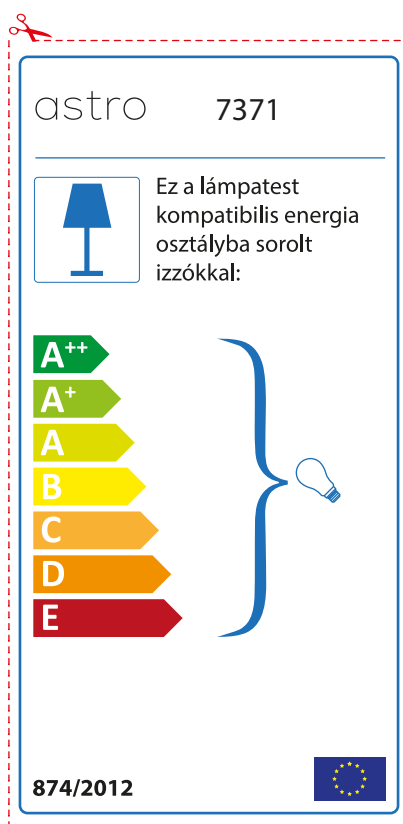 astro 7371
Ez a lámpatest
kompatibilis energia
osztályba sorolt
izzókkal:
A++
A+
A
B
C
D
E
874/2012